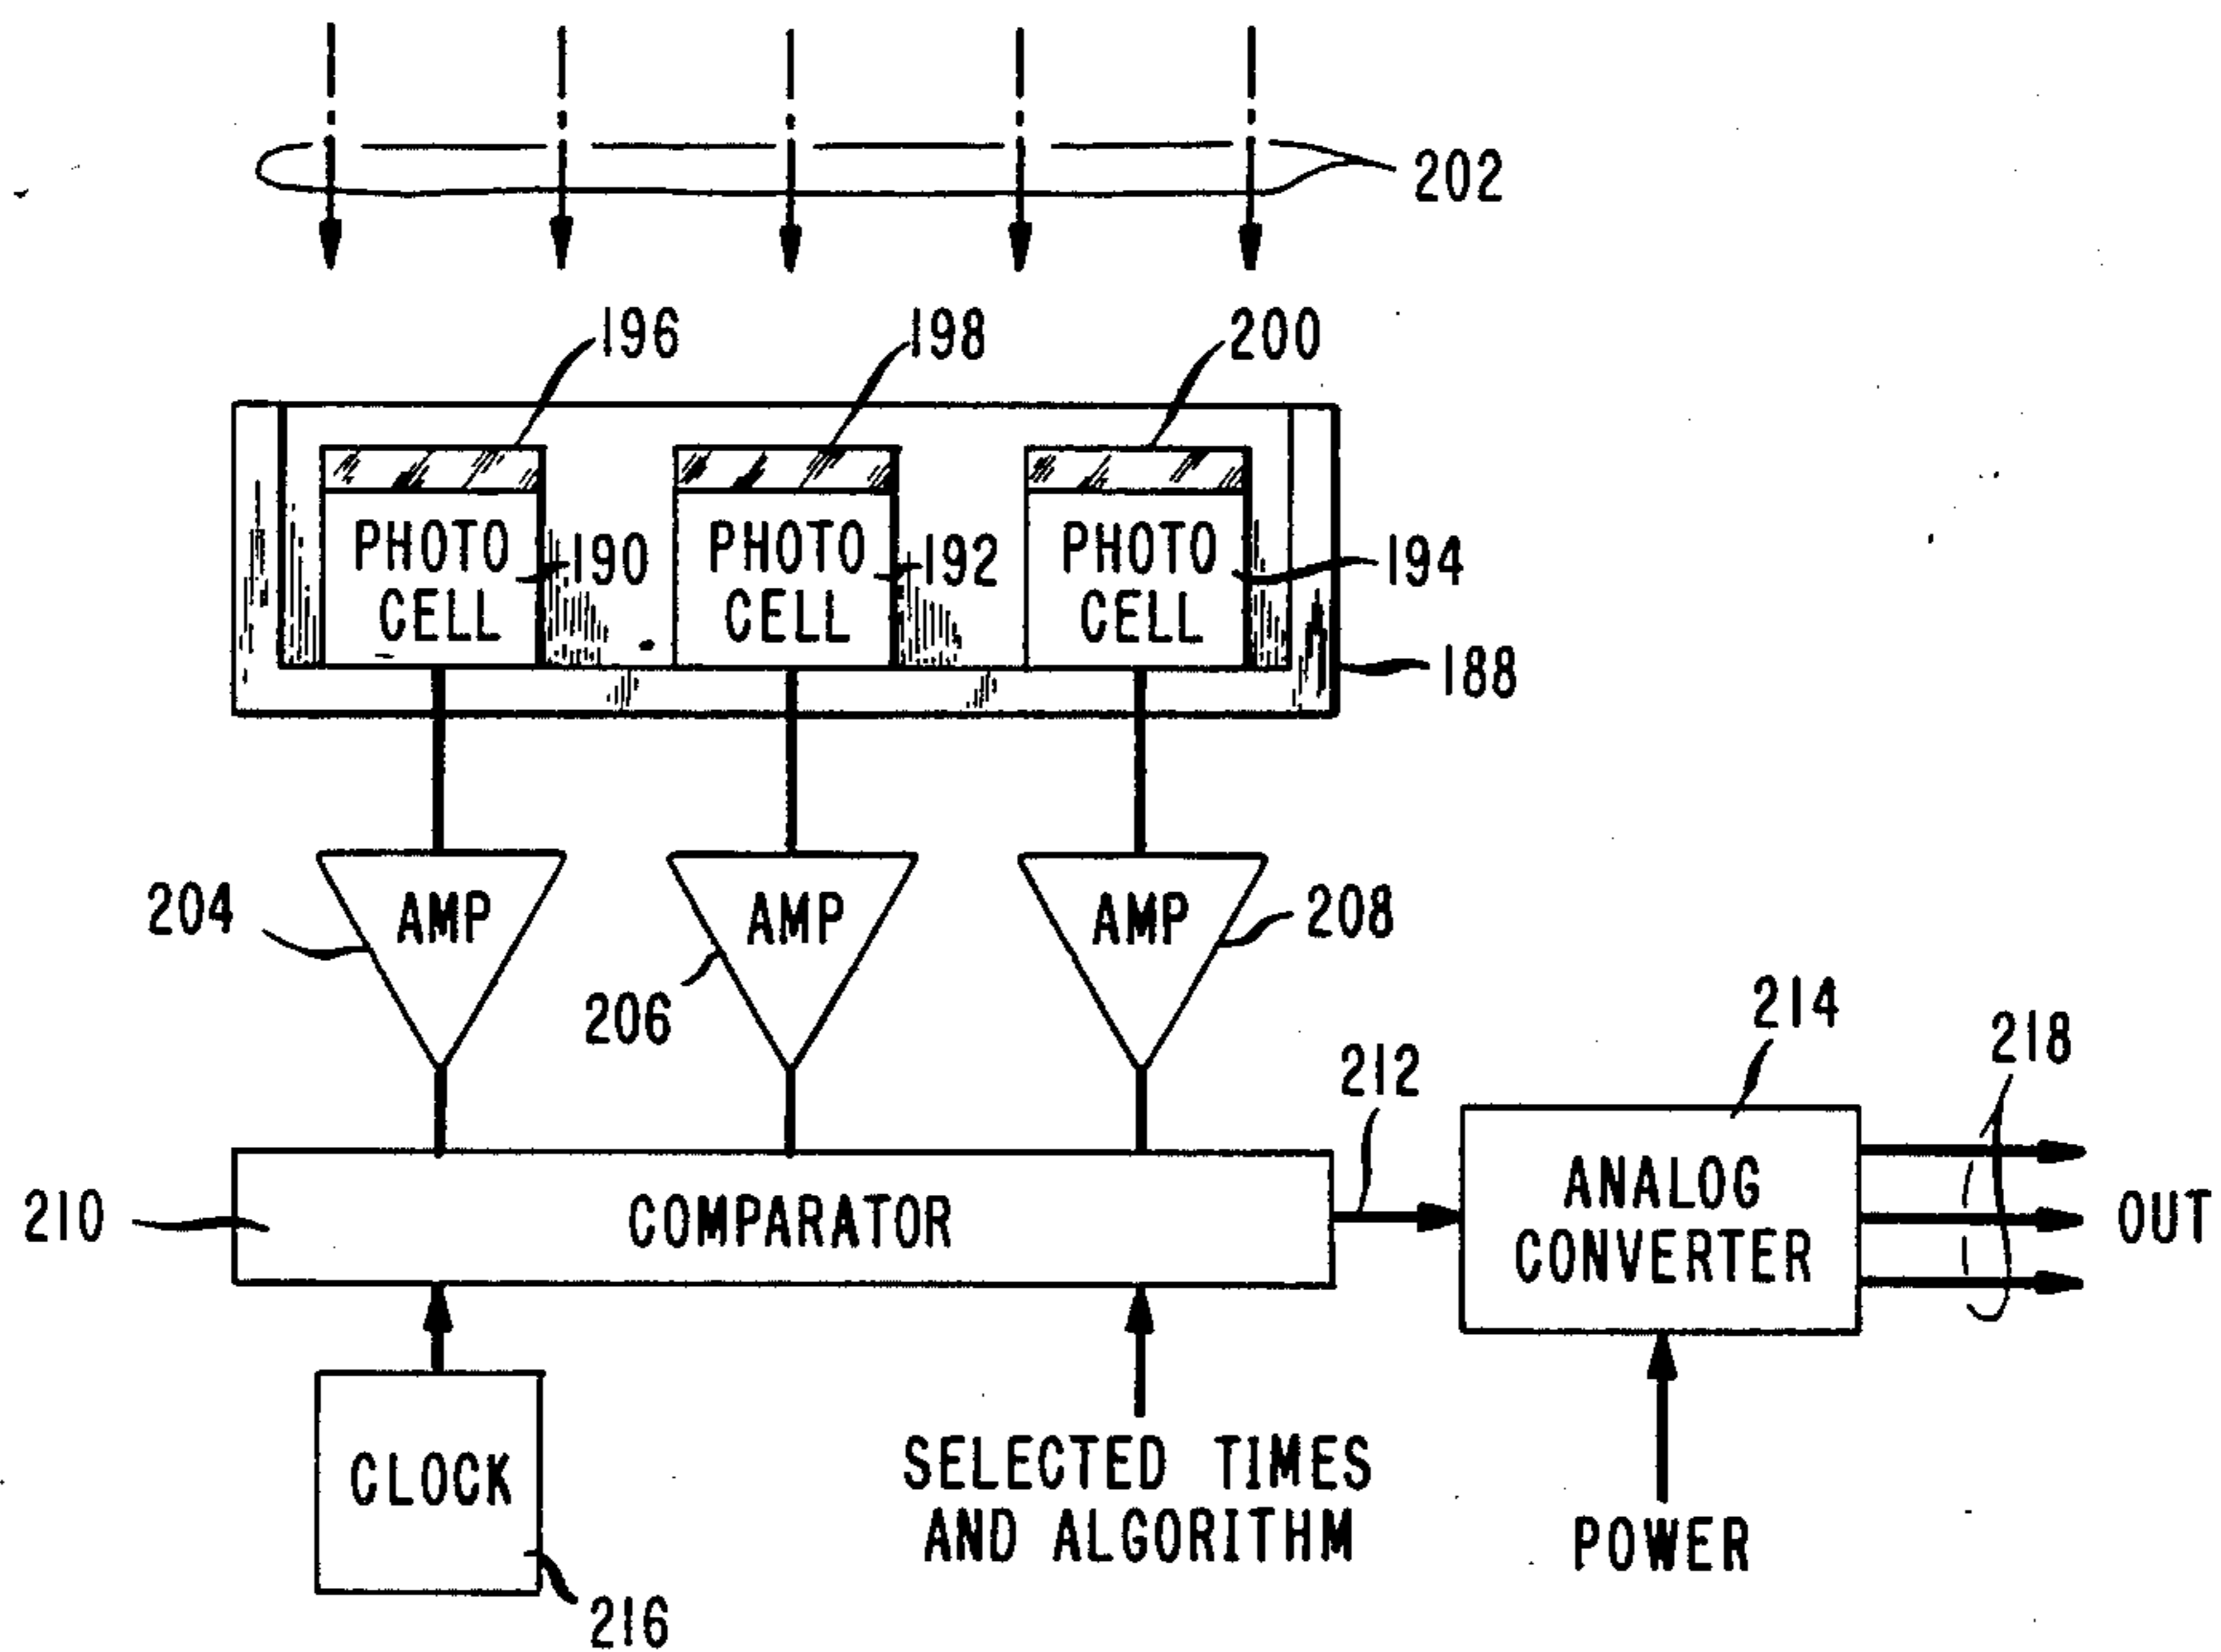 202
196
198
200
PHOTO
CELL
190
PHOTO
CELL
192
PHOTO
CELL
194
188
204
AMP
206
AMP
AMP
208
212
214
218
210
COMPARATOR
ANALOG
CONVERTER
OUT
CLOCK
216
SELECTED TIMES
AND ALGORITHM
POWER